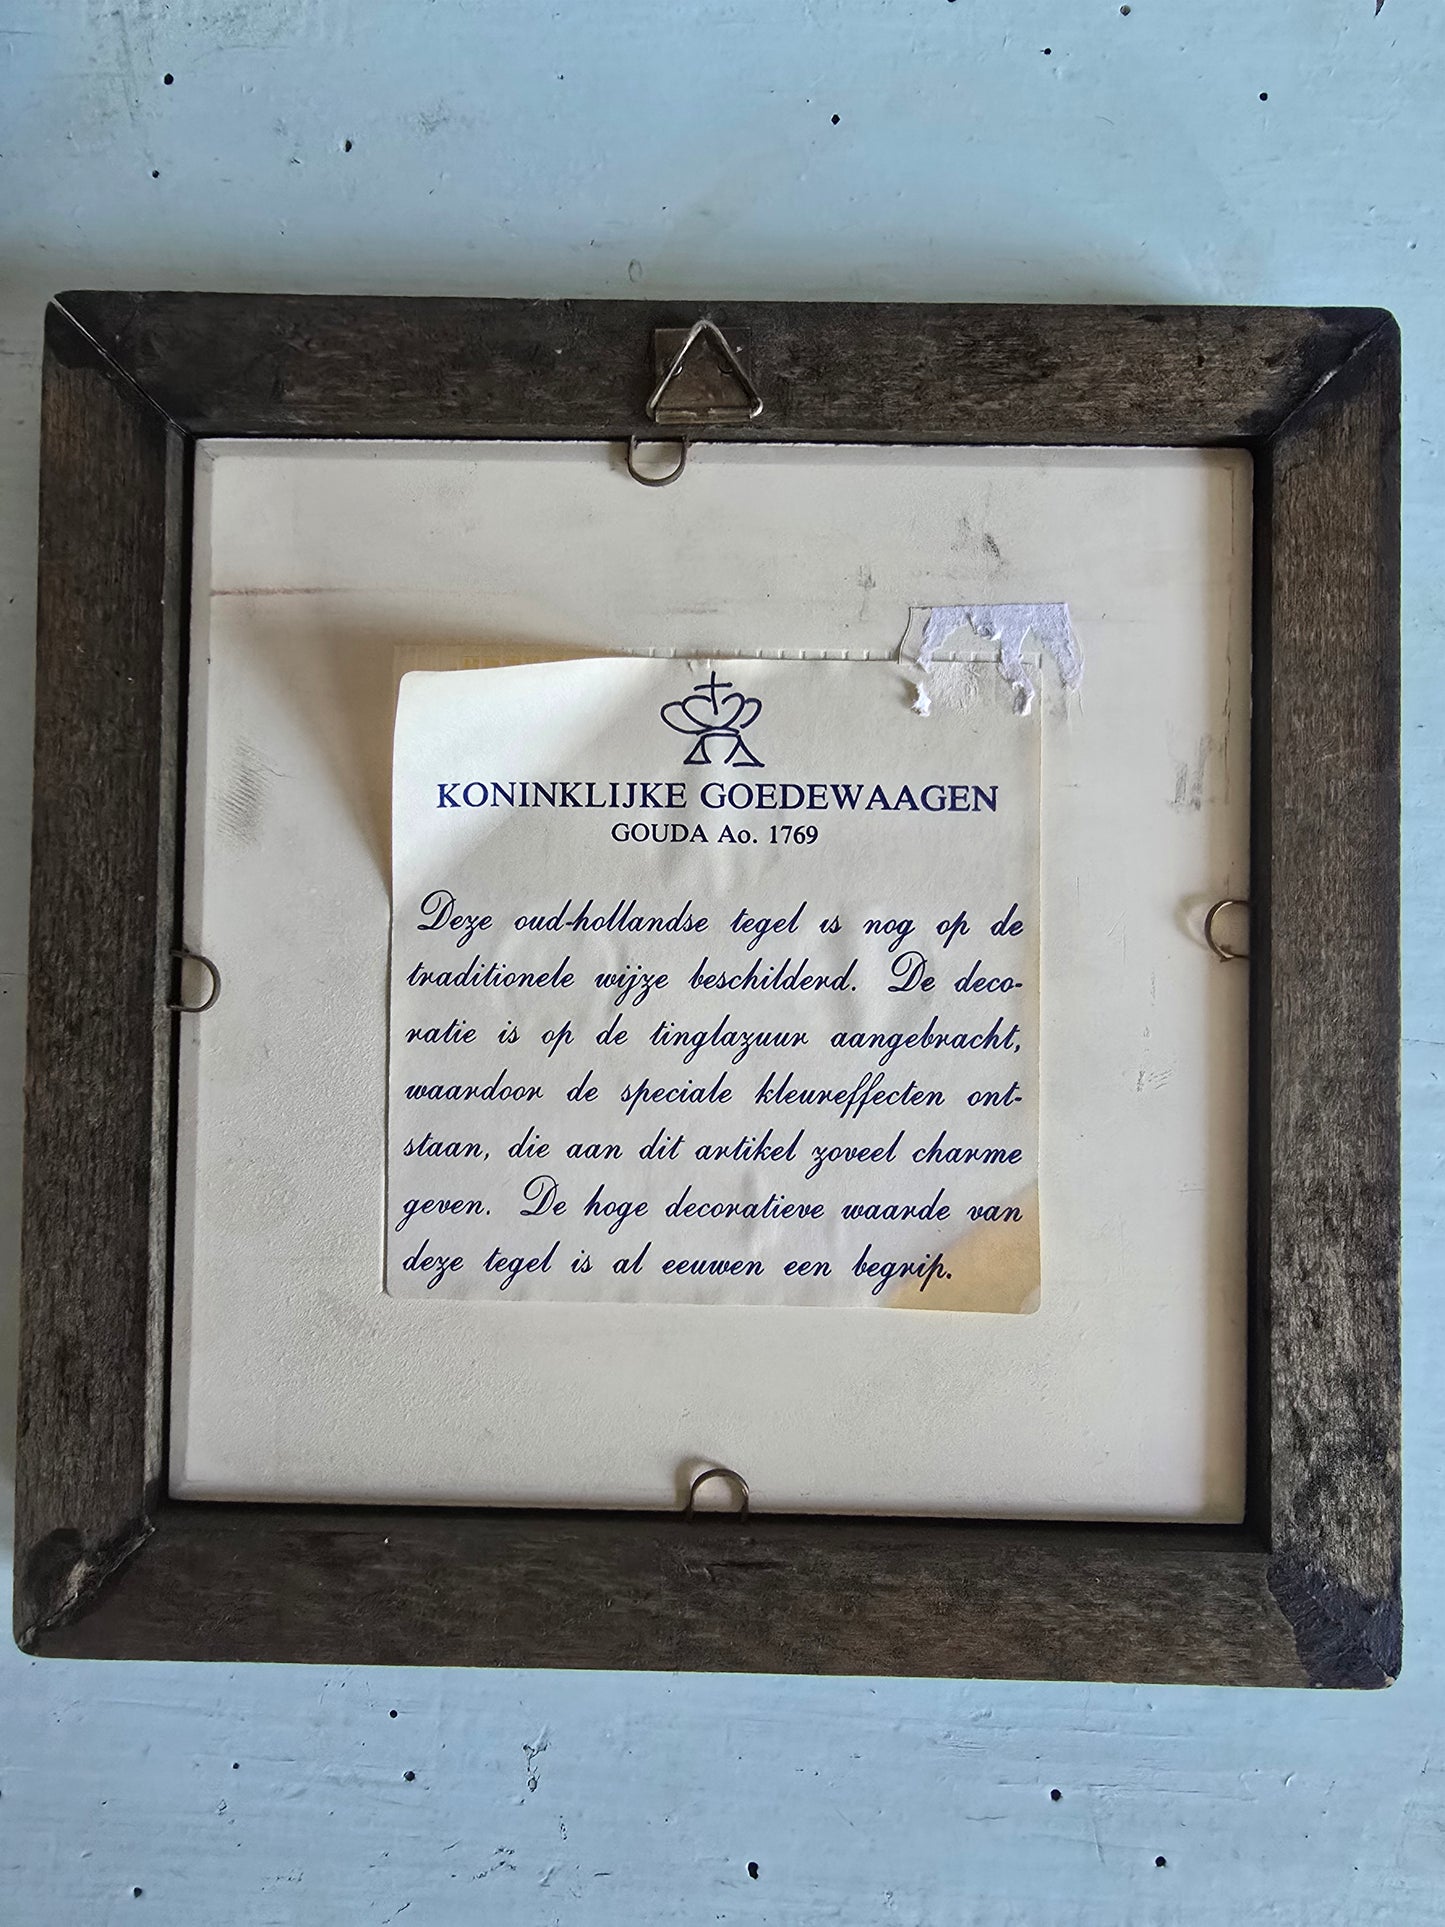 KONINKLIJKE GOEDEWAAGEN
GOUDA Ao. 1769
Deze oud-hollandse tegel is nog op de
traditionele wijze beschilderd. De deco-
ratie is op de tinglazuur aangebracht,
waardoor de speciale kleureffecten ont-
staan, die aan dit artikel zoveel charme
geven. De hoge decoratieve waarde van
deze tegel is al eeuwen een begrip.